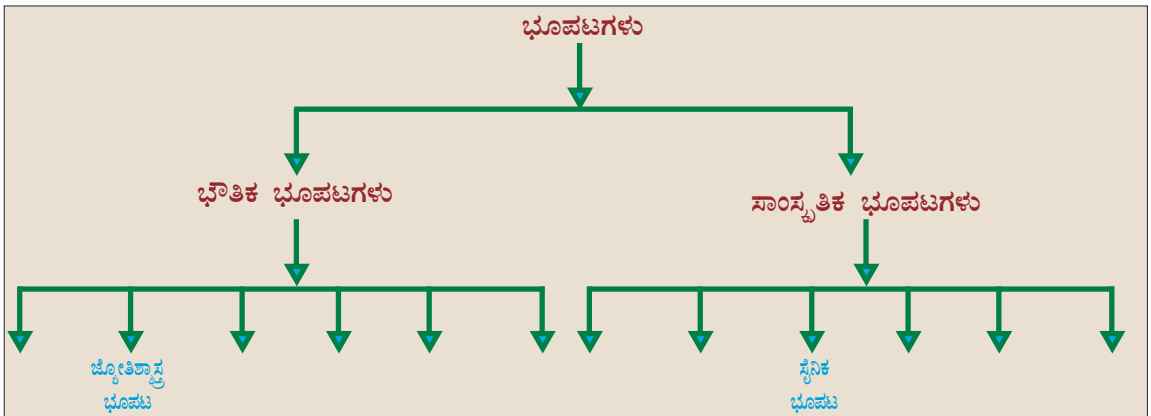 ಭೂಪಟಗಳು
ಭೌತಿಕ ಭೂಪಟಗಳು
ಸಾಂಸ್ಕೃತಿಕ ಭೂಪಟಗಳು
ಜ್ಯೋತಿಶ್ಶಾಸ್ತ್ರ
ಭೂಪಟ
ಸೈನಿಕ
ಭೂಪಟ